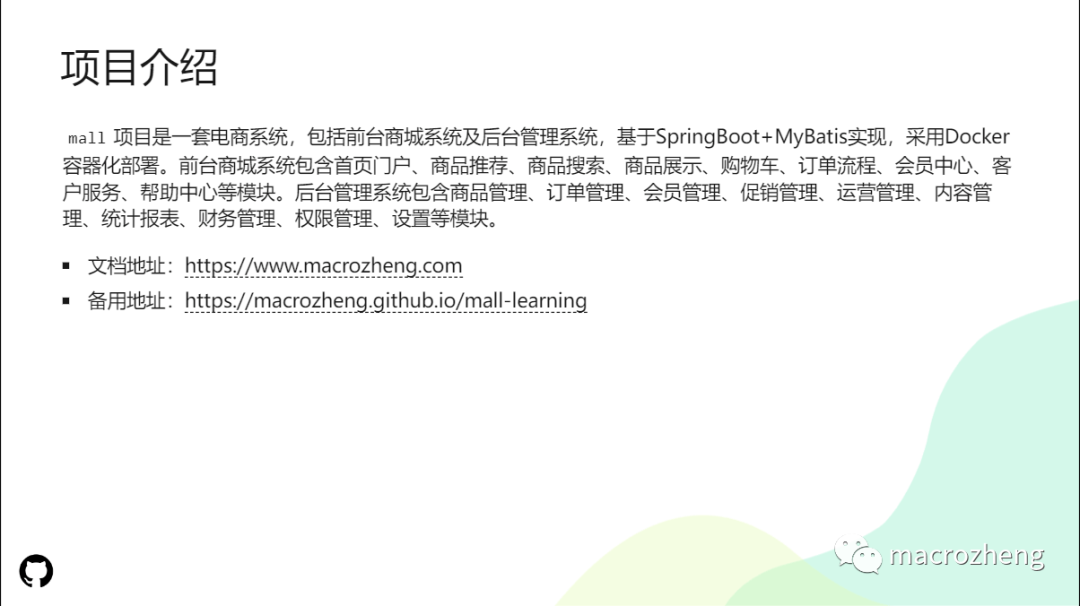 项目介绍
mall 项目是一套电商系统，包括前台商城系统及后台管理系统，基于SpringBoot+MyBatis实现，采用Docker
容器化部署。前台商城系统包含首页门户、商品推荐、商品搜索、商品展示、购物车、订单流程、会员中心、客
户服务、帮助中心等模块。后台管理系统包含商品管理、订单管理、会员管理、促销管理、运营管理、内容管
理、统计报表、财务管理、权限管理、设置等模块。
文档地址：https://www.macrozheng.com
备用地址：https://macrozheng.github.io/mall-learning
macrozheng